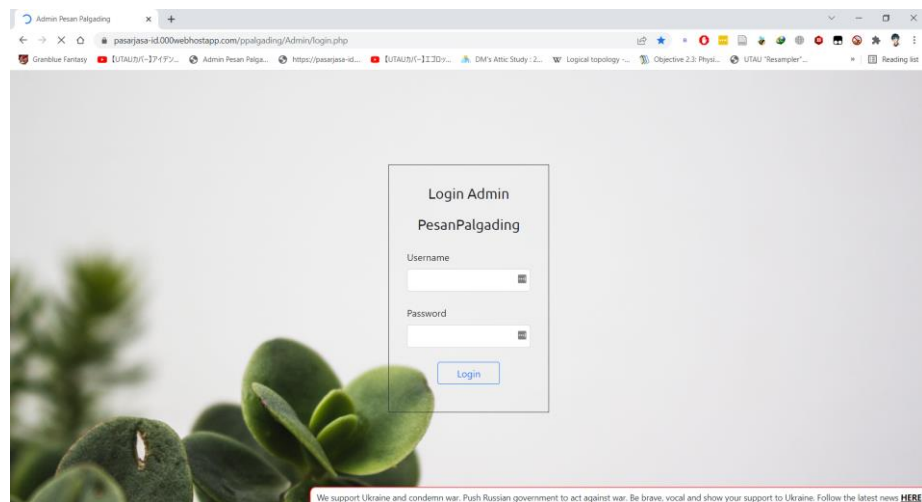 Admin Pesan Palgading
pasarjasa-id.000webhostapp.com/ppalgading/Admin/login.php
Granblue Fantasy
Admin Pesan Palga...
https://pasarjasa-id....
DM's Attic Study : 2...
Logical topology -...
Objective 2.3: Physi...
UTAU "Resampler"...
Reading list
Login Admin
PesanPalgading
Username
Password
Login
We support Ukraine and condemn war. Push Russian government to act against war. Be brave, vocal and show your support to Ukraine. Follow the latest news HERE